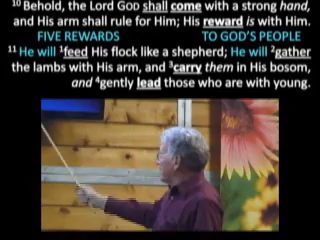 10 Behold, the Lord GOD shall come with a strong hand,
and His arm shall rule for Him; His reward is with Him.
FIVE REWARDS TO GOD'S PEOPLE
11 He will 1feed His flock like a shepherd; He will 2gather
the lambs with His arm, and 3carry them in His bosom,
and 4gently lead those who are with young.